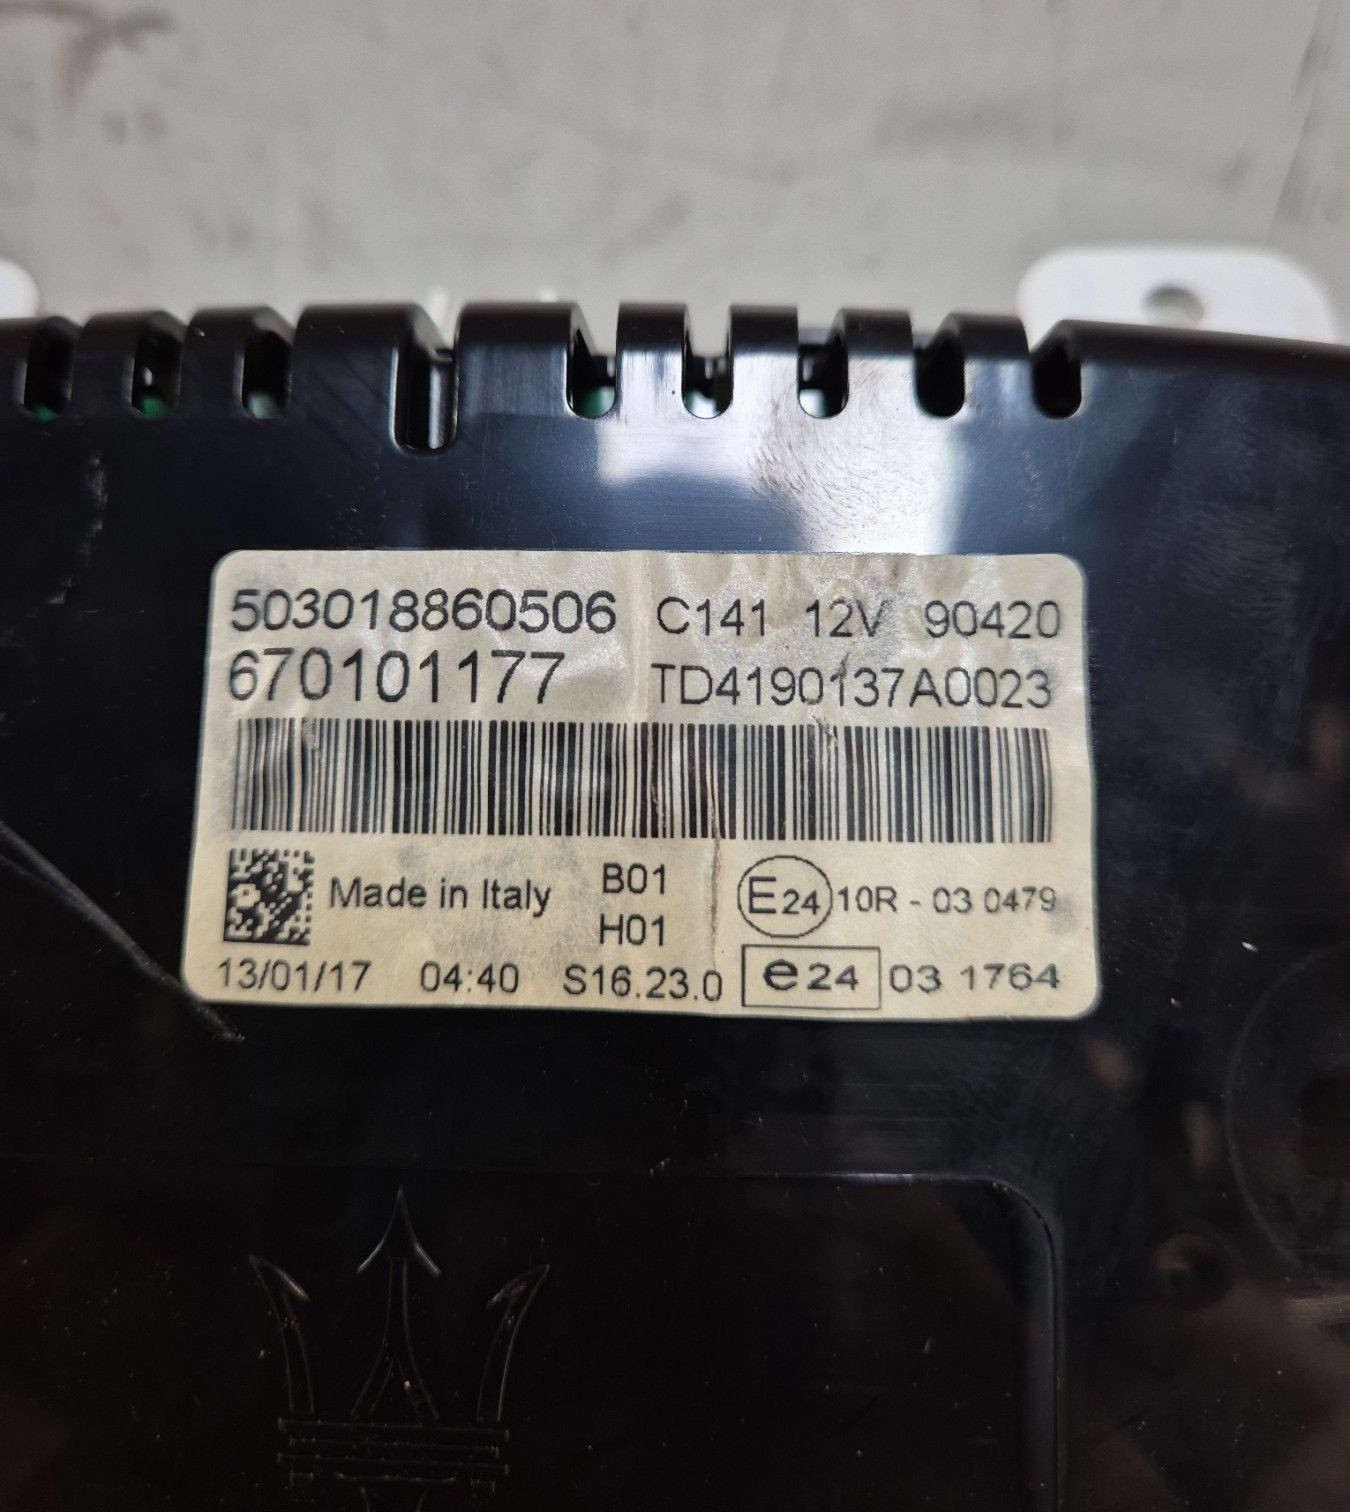 503018860506 C141 12V 90420
670101177 TD4190137A0023
Made in Italy B01 E24 10R - 03 0479
H01
13/01/17 04:40 S16.23.0 e24 03 1764